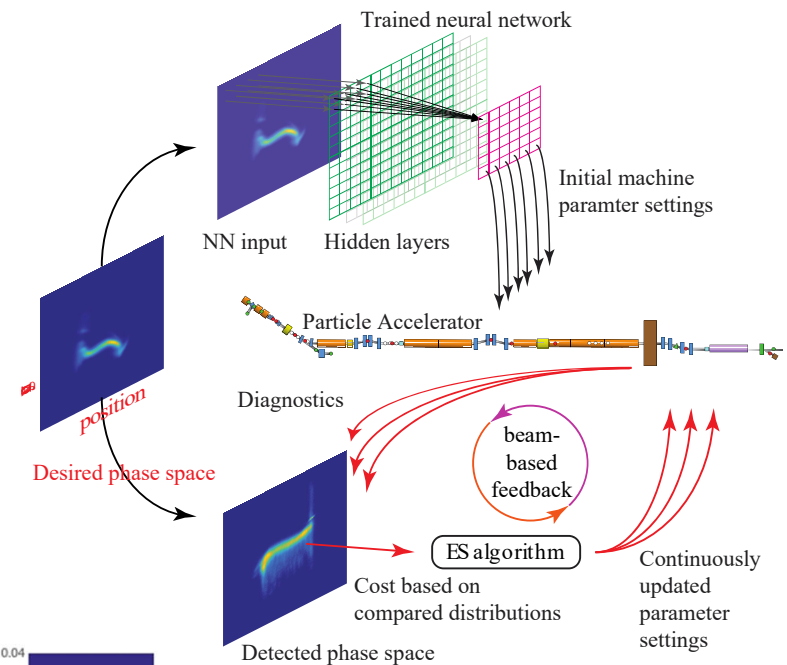 Trained neural network
NN input
Hidden layers
Initial machine
paramter settings
Particle Accelerator
position
Desired phase space
Diagnostics
beam-
based
feedback
ES algorithm
Cost based on
compared distributions
Continuously
updated
parameter
settings
Detected phase space
0.04